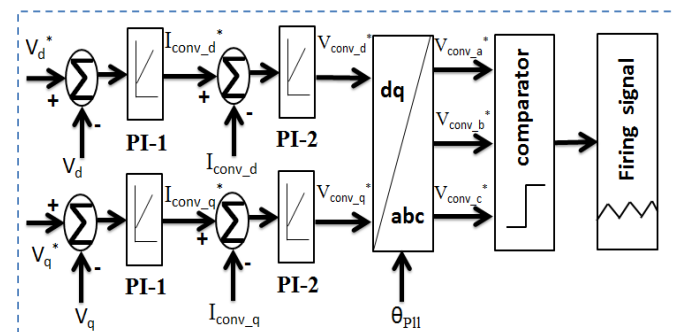 V_d^*
+
Σ
-
V_d
PI-1
I_conv_d^*
+
Σ
-
I_conv_d
PI-2
V_conv_d^*
V_q^*
+
Σ
-
V_q
PI-1
I_conv_q^*
+
Σ
-
I_conv_q
PI-2
V_conv_q^*
dq
abc
θ_Pll
V_conv_a^*
V_conv_b^*
V_conv_c^*
comparator
Firing signal